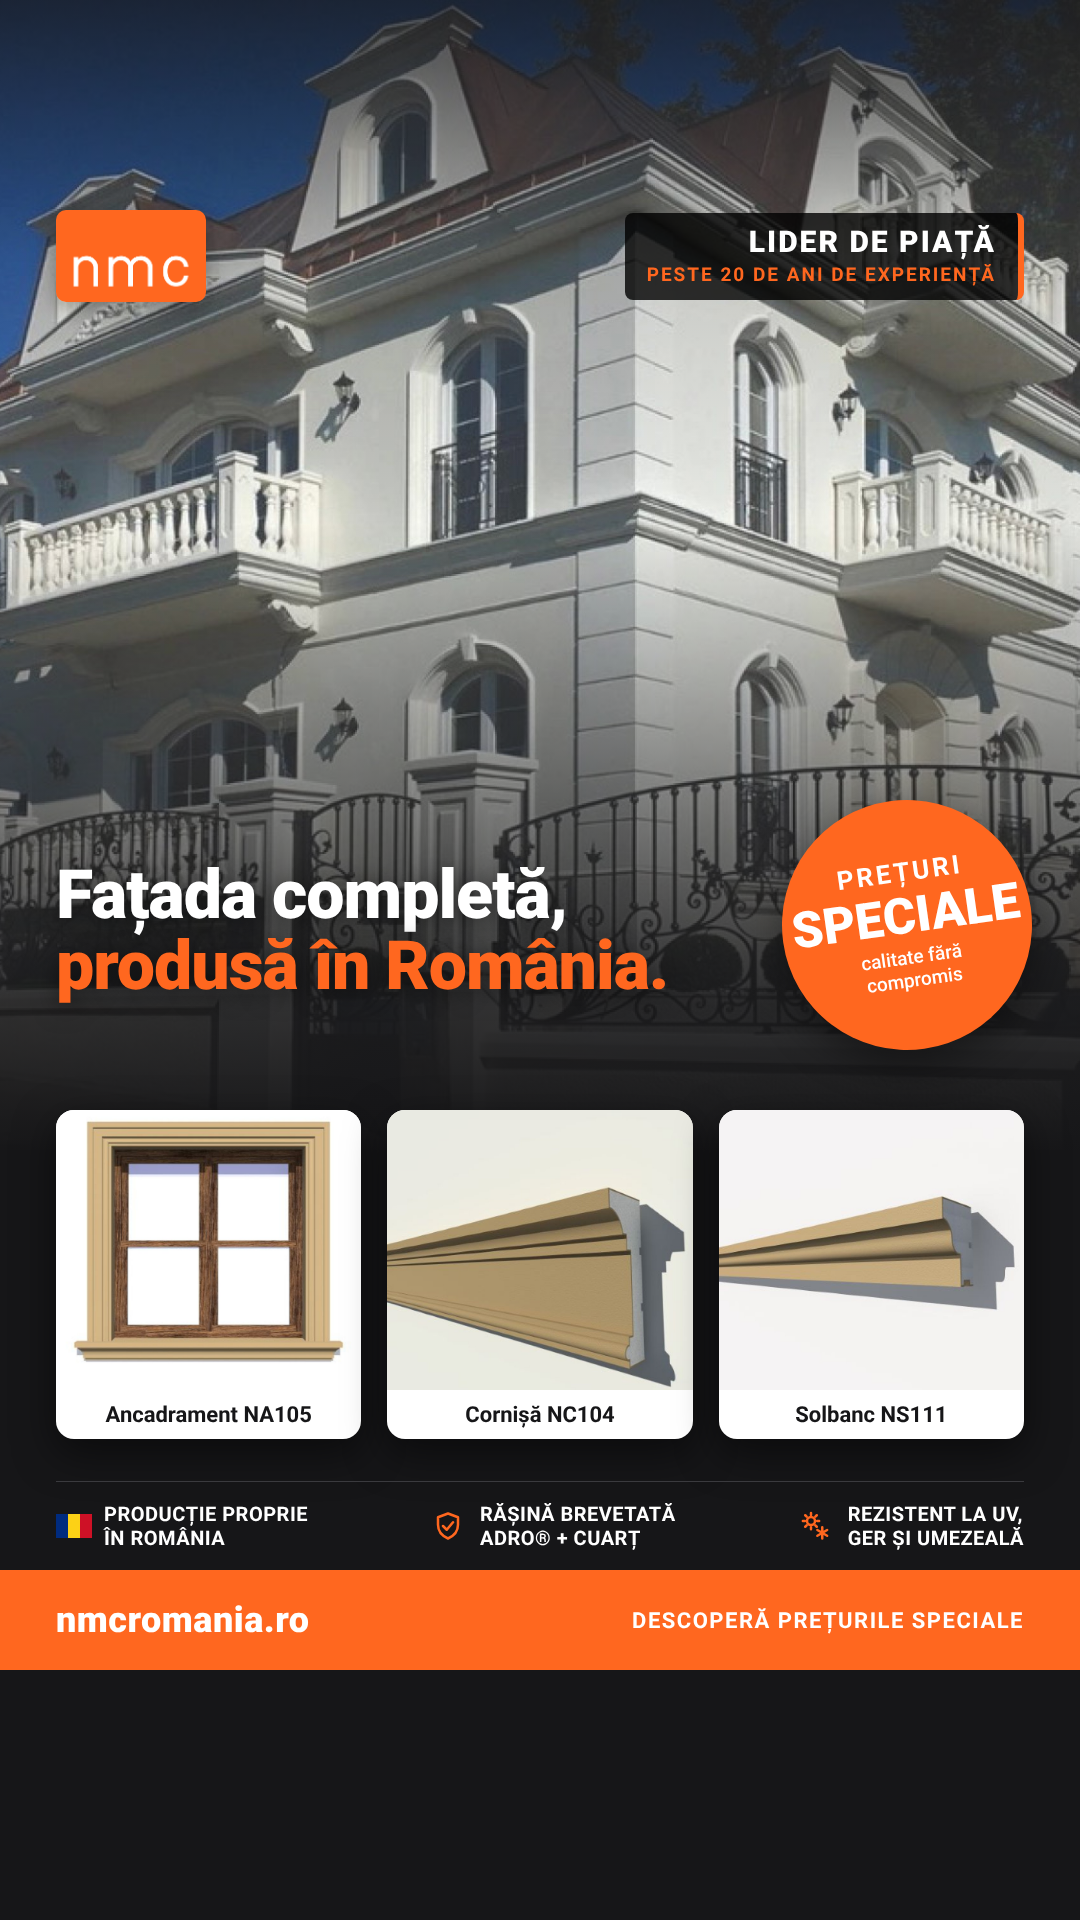 nmc
LIDER DE PIAȚĂ
PESTE 20 DE ANI DE EXPERIENȚĂ
Fațada completă,
produsă în România.
PREȚURI
SPECIALE
calitate fără
compromis
Ancadrament NA105
Cornișă NC104
Solbanc NS111
PRODUCȚIE PROPRIE
ÎN ROMÂNIA
RĂȘINĂ BREVETATĂ
ADRO® + CUARȚ
REZISTENT LA UV,
GER ȘI UMEZEALĂ
nmcromania.ro
DESCOPERĂ PREȚURILE SPECIALE